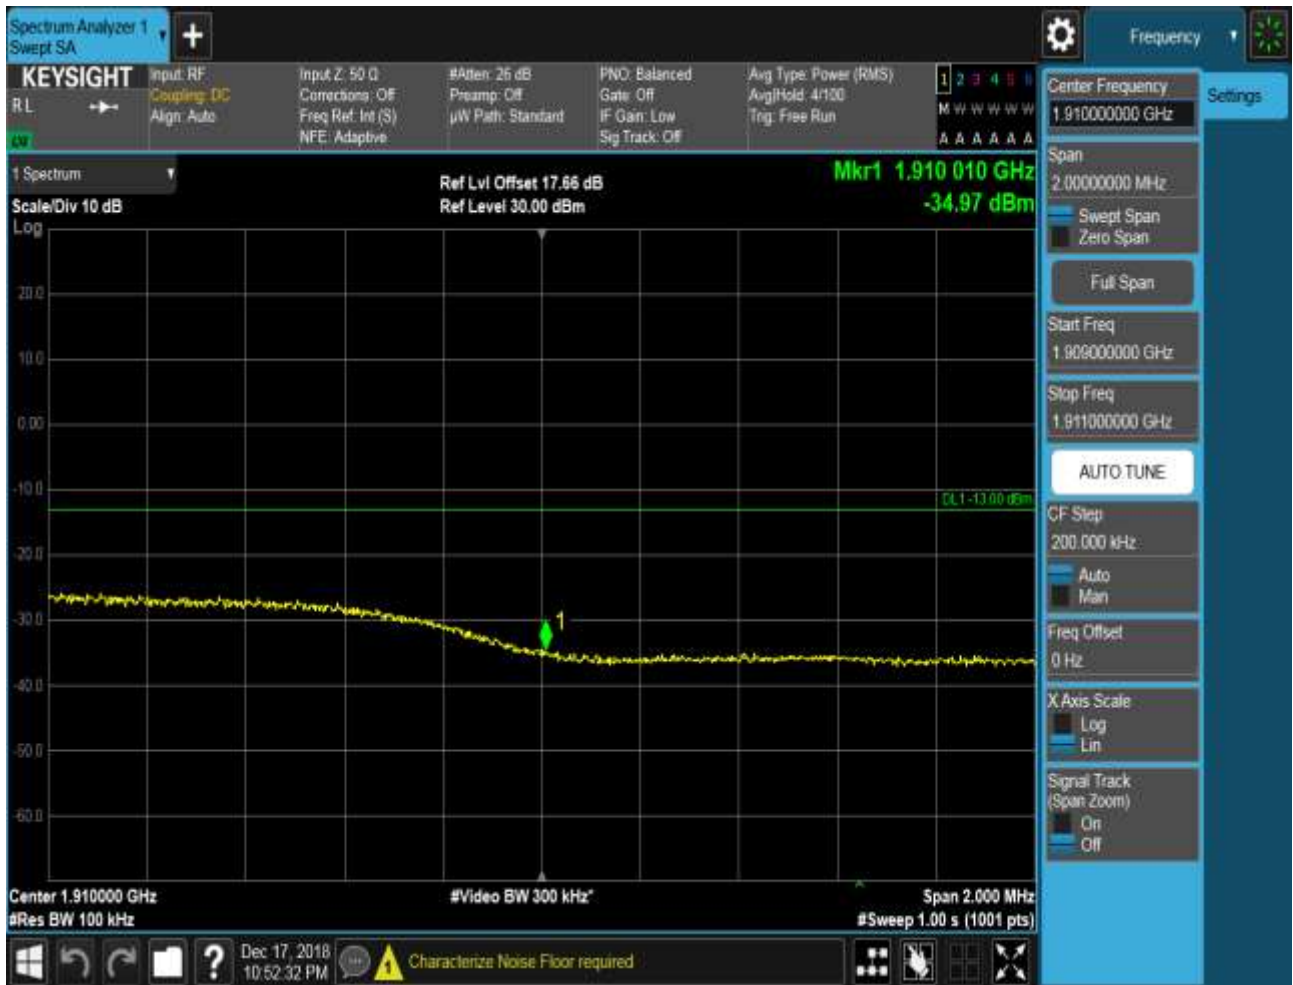 Spectrum Analyzer 1
Swept SA
+
Frequency
KEYSIGHT
Input: RF
Input Z: 50 Ω
#Atten: 26 dB
PNO: Balanced
Avg Type: Power (RMS)
1 2 3 4 5 6
R L
Coupling: DC
Corrections: Off
Preamp: Off
Gate: Off
Avg|Hold: 4/100
M W W W W W
Align: Auto
Freq Ref: Int (S)
µW Path: Standard
IF Gain: Low
Trig: Free Run
NFE: Adaptive
Sig Track: Off
A A A A A A
1 Spectrum
Ref Lvl Offset 17.66 dB
Mkr1 1.910 010 GHz
Scale/Div 10 dB
Ref Level 30.00 dBm
-34.97 dBm
Log
20.0
10.0
0.00
-10.0
DL1 -13.00 dBm
-20.0
1
-30.0
-40.0
-50.0
-60.0
Center 1.910000 GHz
#Video BW 300 kHz*
Span 2.000 MHz
#Res BW 100 kHz
#Sweep 1.00 s (1001 pts)
?
Dec 17, 2018
10:52:32 PM
Characterize Noise Floor required
Center Frequency
1.910000000 GHz
Settings
Span
2.00000000 MHz
Swept Span
Zero Span
Full Span
Start Freq
1.909000000 GHz
Stop Freq
1.911000000 GHz
AUTO TUNE
CF Step
200.000 kHz
Auto
Man
Freq Offset
0 Hz
X Axis Scale
Log
Lin
Signal Track
(Span Zoom)
On
Off